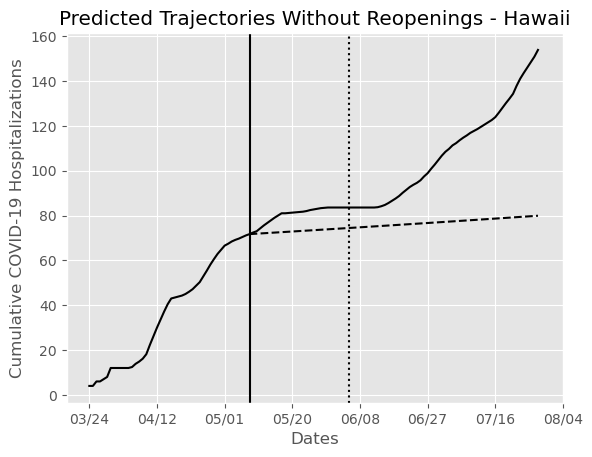 Predicted Trajectories Without Reopenings - Hawaii
160
140
120
100
80
60
40
20
0
Cumulative COVID-19 Hospitalizations
03/24 04/12 05/01 05/20 06/08 06/27 07/16 08/04
Dates